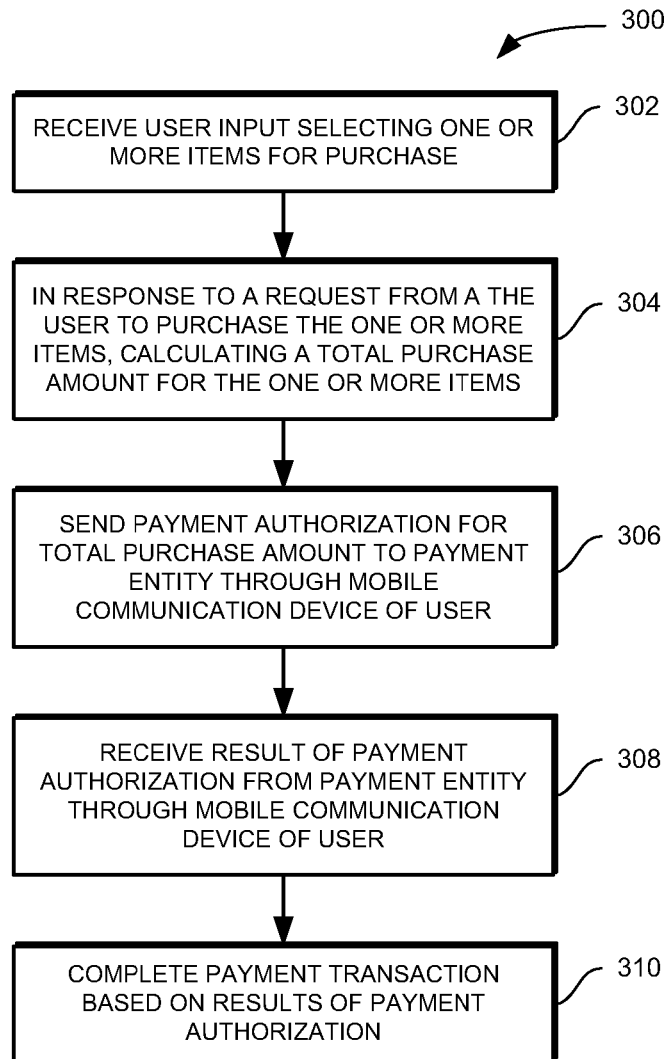 300
RECEIVE USER INPUT SELECTING ONE OR
MORE ITEMS FOR PURCHASE
302
IN RESPONSE TO A REQUEST FROM A THE
USER TO PURCHASE THE ONE OR MORE
ITEMS, CALCULATING A TOTAL PURCHASE
AMOUNT FOR THE ONE OR MORE ITEMS
304
SEND PAYMENT AUTHORIZATION FOR
TOTAL PURCHASE AMOUNT TO PAYMENT
ENTITY THROUGH MOBILE
COMMUNICATION DEVICE OF USER
306
RECEIVE RESULT OF PAYMENT
AUTHORIZATION FROM PAYMENT ENTITY
THROUGH MOBILE COMMUNICATION
DEVICE OF USER
308
COMPLETE PAYMENT TRANSACTION
BASED ON RESULTS OF PAYMENT
AUTHORIZATION
310